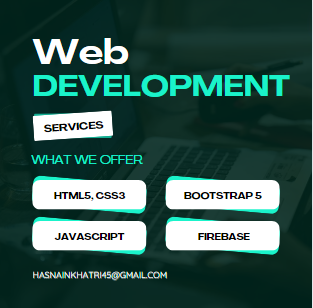 Web
DEVELOPMENT
SERVICES
WHAT WE OFFER
HTML5, CSS3
BOOTSTRAP 5
JAVASCRIPT
FIREBASE
HASNAINKHATRI45@GMAIL.COM